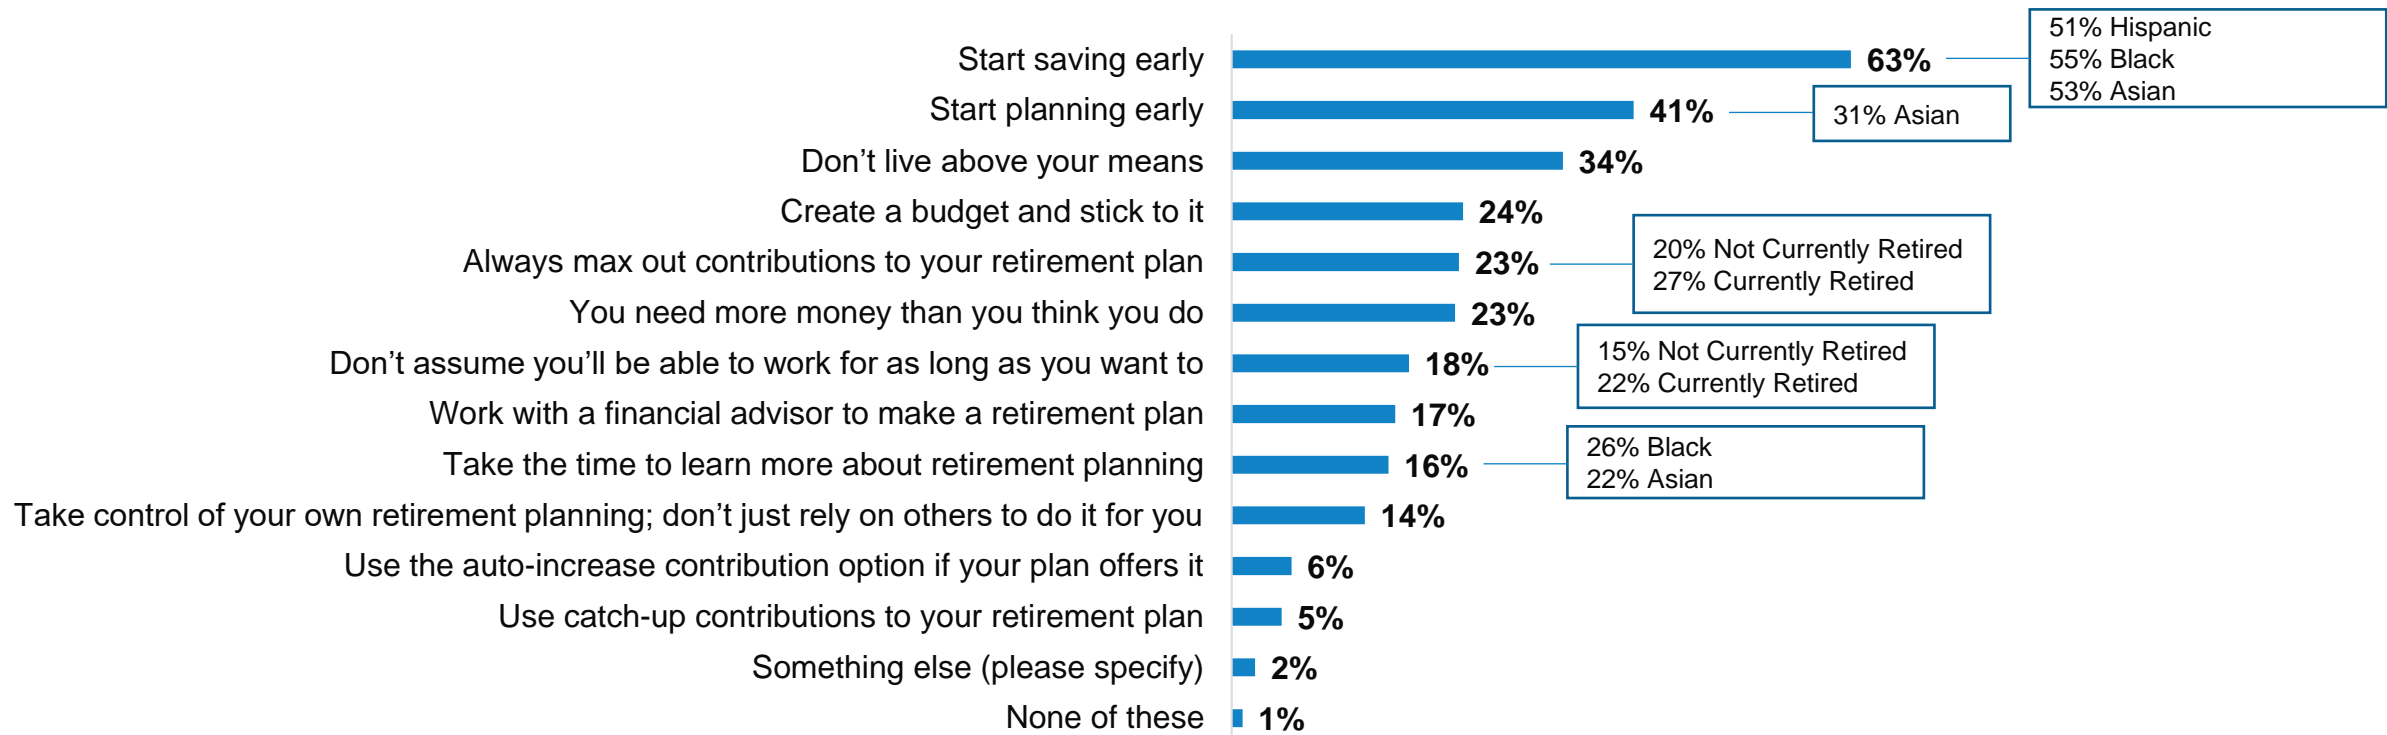 Start saving early 63%
51% Hispanic
55% Black
53% Asian
Start planning early 41%
31% Asian
Don’t live above your means 34%
Create a budget and stick to it 24%
Always max out contributions to your retirement plan 23%
20% Not Currently Retired
27% Currently Retired
You need more money than you think you do 23%
Don’t assume you’ll be able to work for as long as you want to 18%
15% Not Currently Retired
22% Currently Retired
Work with a financial advisor to make a retirement plan 17%
Take the time to learn more about retirement planning 16%
26% Black
22% Asian
Take control of your own retirement planning; don’t just rely on others to do it for you 14%
Use the auto-increase contribution option if your plan offers it 6%
Use catch-up contributions to your retirement plan 5%
Something else (please specify) 2%
None of these 1%